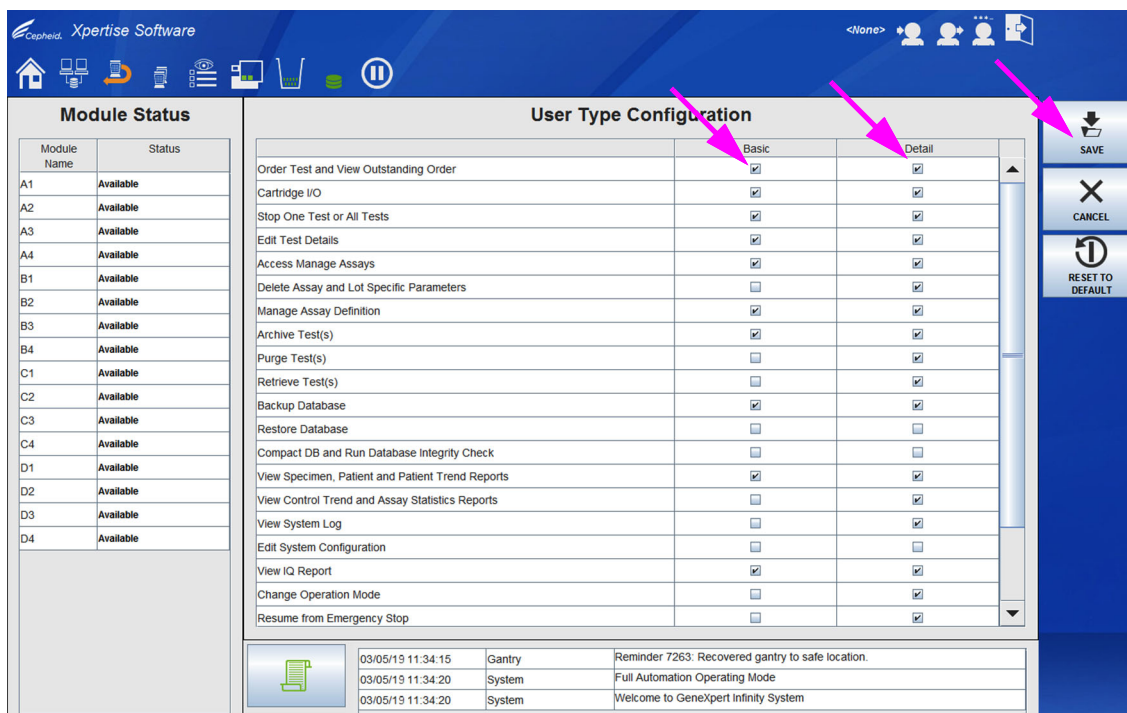 Cepheid. Xpertise Software
<None>
Module Status
User Type Configuration
Module Name Status
Basic Detail
SAVE
CANCEL
RESET TO DEFAULT
A1 Available
A2 Available
A3 Available
A4 Available
B1 Available
B2 Available
B3 Available
B4 Available
C1 Available
C2 Available
C3 Available
C4 Available
D1 Available
D2 Available
D3 Available
D4 Available
Order Test and View Outstanding Order
Cartridge I/O
Stop One Test or All Tests
Edit Test Details
Access Manage Assays
Delete Assay and Lot Specific Parameters
Manage Assay Definition
Archive Test(s)
Purge Test(s)
Retrieve Test(s)
Backup Database
Restore Database
Compact DB and Run Database Integrity Check
View Specimen, Patient and Patient Trend Reports
View Control Trend and Assay Statistics Reports
View System Log
Edit System Configuration
View IQ Report
Change Operation Mode
Resume from Emergency Stop
03/05/19 11:34:15 Gantry Reminder 7263: Recovered gantry to safe location.
03/05/19 11:34:20 System Full Automation Operating Mode
03/05/19 11:34:20 System Welcome to GeneXpert Infinity System